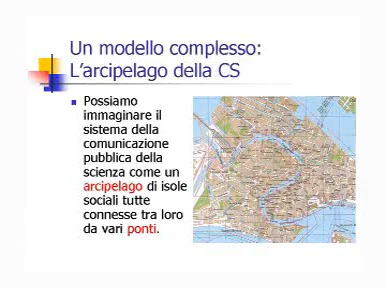 Un modello complesso:
L'arcipelago della CS
Possiamo
immaginare il
sistema della
comunicazione
pubblica della
scienza come un
arcipelago di isole
sociali tutte
connesse tra loro
da vari ponti.